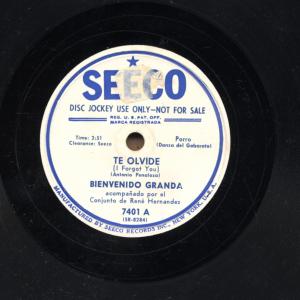 SEECO
DISC JOCKEY USE ONLY—NOT FOR SALE
REG. U.S. PAT. OFF.
MARCA REGISTRADA
Time: 2:51
Clearance: Seeco
Porro
(Danza del Gabarato)
TE OLVIDE
(I Forgot You)
(Antonio Penaloza)
BIENVENIDO GRANDA
acompañado por el
Conjunto de René Hernandez
7401 A
(SR-8284)
MANUFACTURED BY SEECO RECORDS INC., NEW YORK, U.S.A.